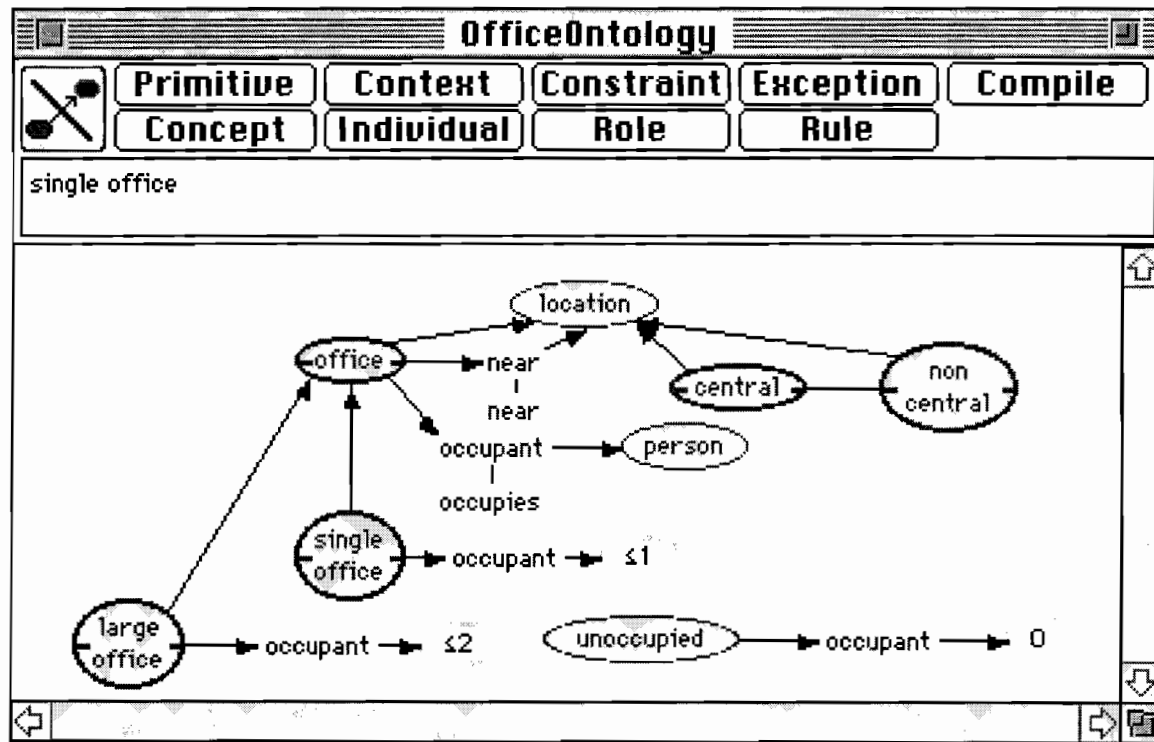 OfficeOntology
Primitive Context Constraint Exception Compile
Concept Individual Role Rule
single office
location
office near
non
central central
near
occupant person
occupies
single
office occupant ≤1
large
office occupant ≤2 unoccupied occupant 0